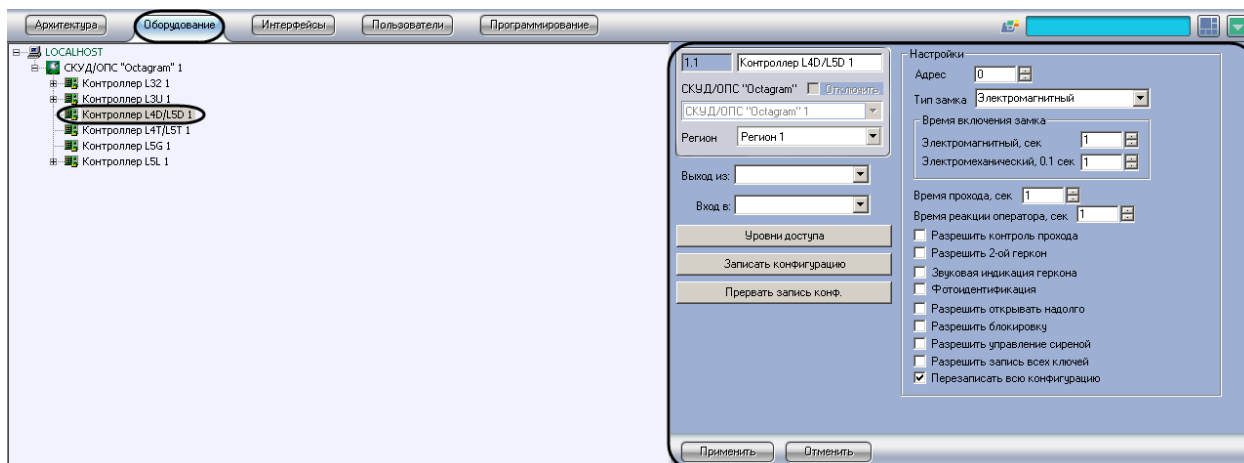 Архитектура Оборудование Интерфейсы Пользователи Программирование
LOCALHOST
СКУД/ОПС "Octagram" 1
Контроллер L32 1
Контроллер L3U 1
Контроллер L4D/L5D 1
Контроллер L4T/L5T 1
Контроллер L5G 1
Контроллер L5L 1
1.1 Контроллер L4D/L5D 1
СКУД/ОПС "Octagram" Отключить
СКУД/ОПС "Octagram" 1
Регион Регион 1
Выход из:
Вход в:
Уровни доступа
Записать конфигурацию
Прервать запись конф.
Настройки
Адрес 0
Тип замка Электромагнитный
Время включения замка
Электромагнитный, сек 1
Электромеханический, 0.1 сек 1
Время прохода, сек 1
Время реакции оператора, сек 1
Разрешить контроль прохода
Разрешить 2-ой геркон
Звуковая индикация геркона
Фотоидентификация
Разрешить открывать надолго
Разрешить блокировку
Разрешить управление сиреной
Разрешить запись всех ключей
Перезаписать всю конфигурацию
Применить Отменить